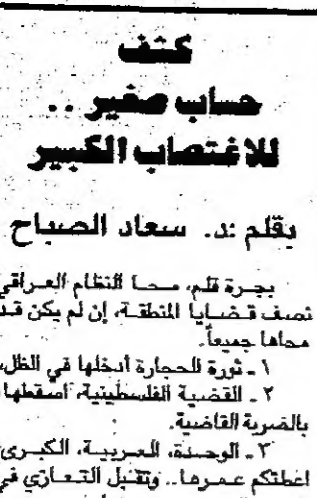 كشف
حساب صغير ..
للاغتصاب الكبير
بقلم :د. سعاد الصباح
بجرة قلم، محا النظام العراقي
نصف قضايا المنطقة، إن لم يكن قد
محاها جميعاً.
١ ـ ثورة الحجارة أدخلها في الظل.
٢ ـ القضية الفلسطينية، أسقطها
بالضربة القاضية.
٣ ـ الوحدة، العربية، الكبرى
اعطتكم عمرها.. وتقبل التعازي في